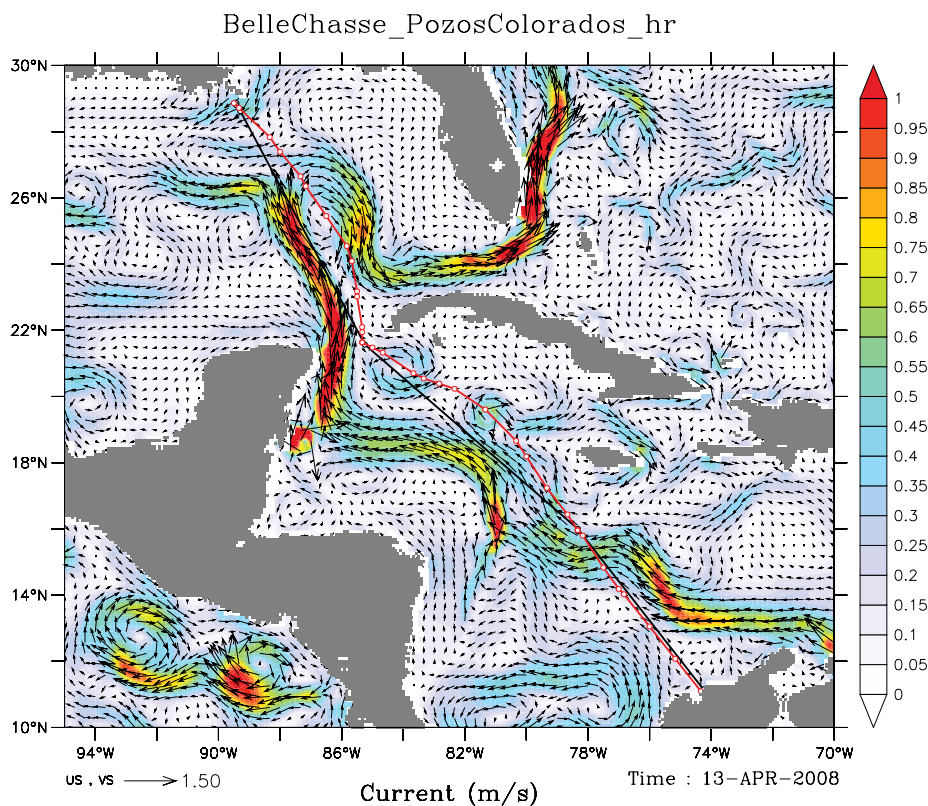 BelleChasse_PozosColorados_hr
30°N
26°N
22°N
18°N
14°N
10°N
94°W 90°W 86°W 82°W 78°W 74°W 70°W
1
0.95
0.9
0.85
0.8
0.75
0.7
0.65
0.6
0.55
0.5
0.45
0.4
0.35
0.3
0.25
0.2
0.15
0.1
0.05
0
US , VS 1.50
Current (m/s)
Time : 13-APR-2008